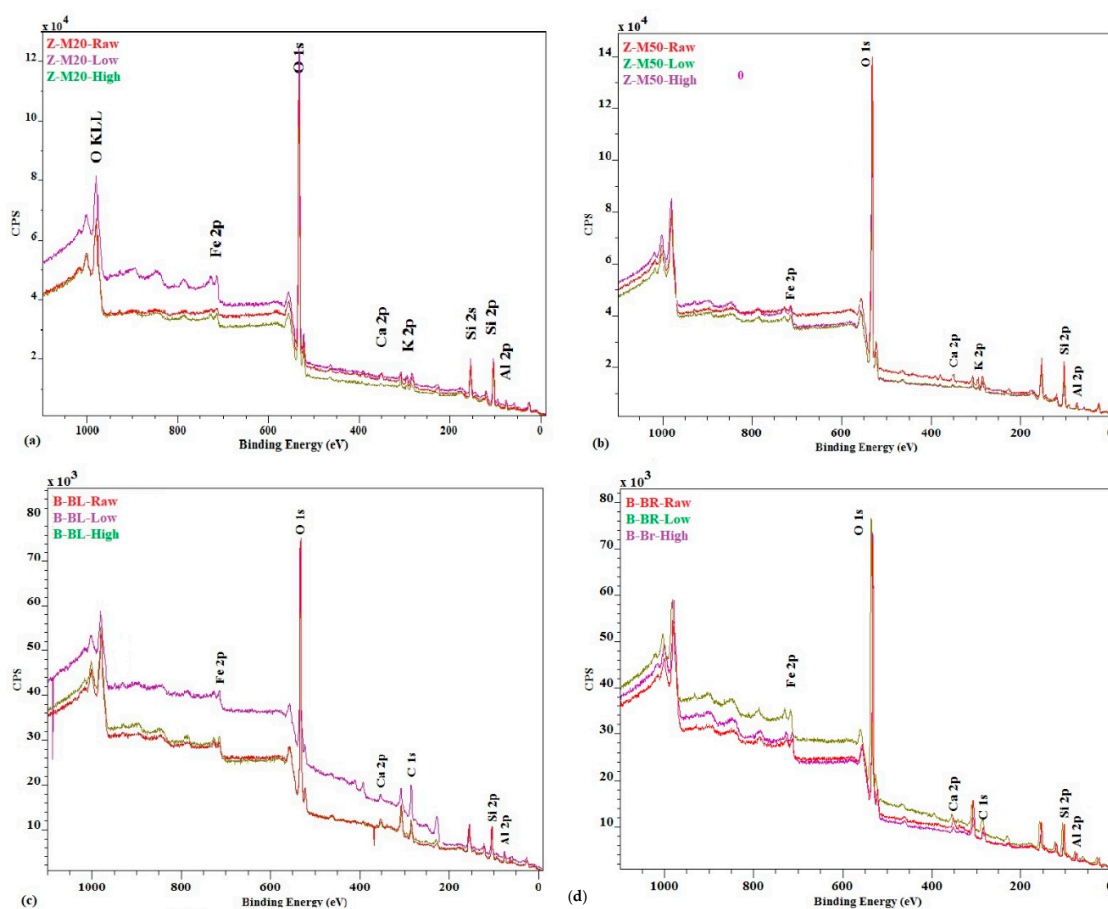 x 10⁴
Z-M20-Raw
Z-M20-Low
Z-M20-High
O 1s
O KLL
Fe 2p
Ca 2p
K 2p
Si 2s
Si 2p
Al 2p
12
10
8
6
4
2
CPS
(a)
1000 800 600 400 200 0
Binding Energy (eV)
x 10⁴
Z-M50-Raw
Z-M50-Low
Z-M50-High
0
O 1s
Fe 2p
Ca 2p
K 2p
Si 2p
Al 2p
14
12
10
8
6
4
2
CPS
(b)
1000 800 600 400 200 0
Binding Energy (eV)
x 10³
B-BL-Raw
B-BL-Low
B-BL-High
O 1s
Fe 2p
Ca 2p
C 1s
Si 2p
Al 2p
70
60
50
40
30
20
10
CPS
(c)
1000 800 600 400 200 0
Binding Energy (eV)
x 10³
B-BR-Raw
B-BR-Low
B-Br-High
O 1s
Fe 2p
Ca 2p
C 1s
Si 2p
Al 2p
80
70
60
50
40
30
20
10
CPS
(d)
1000 800 600 400 200 0
Binding Energy (eV)